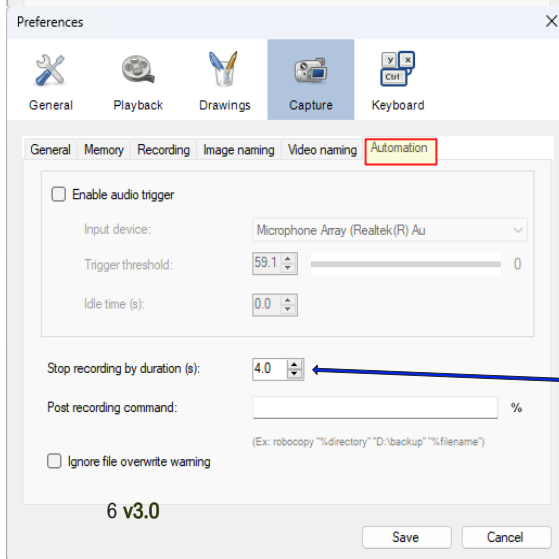 Preferences
y x
Ctrl
General Playback Drawings Capture Keyboard
General Memory Recording Image naming Video naming Automation
Enable audio trigger
Input device: Microphone Array (Realtek(R) Au
Trigger threshold: 59.1 0
Idle time (s): 0.0
Stop recording by duration (s): 4.0
Post recording command: %
(Ex: robocopy "%directory" "D:\backup" "%filename")
Ignore file overwrite warning
6 v3.0
Save Cancel